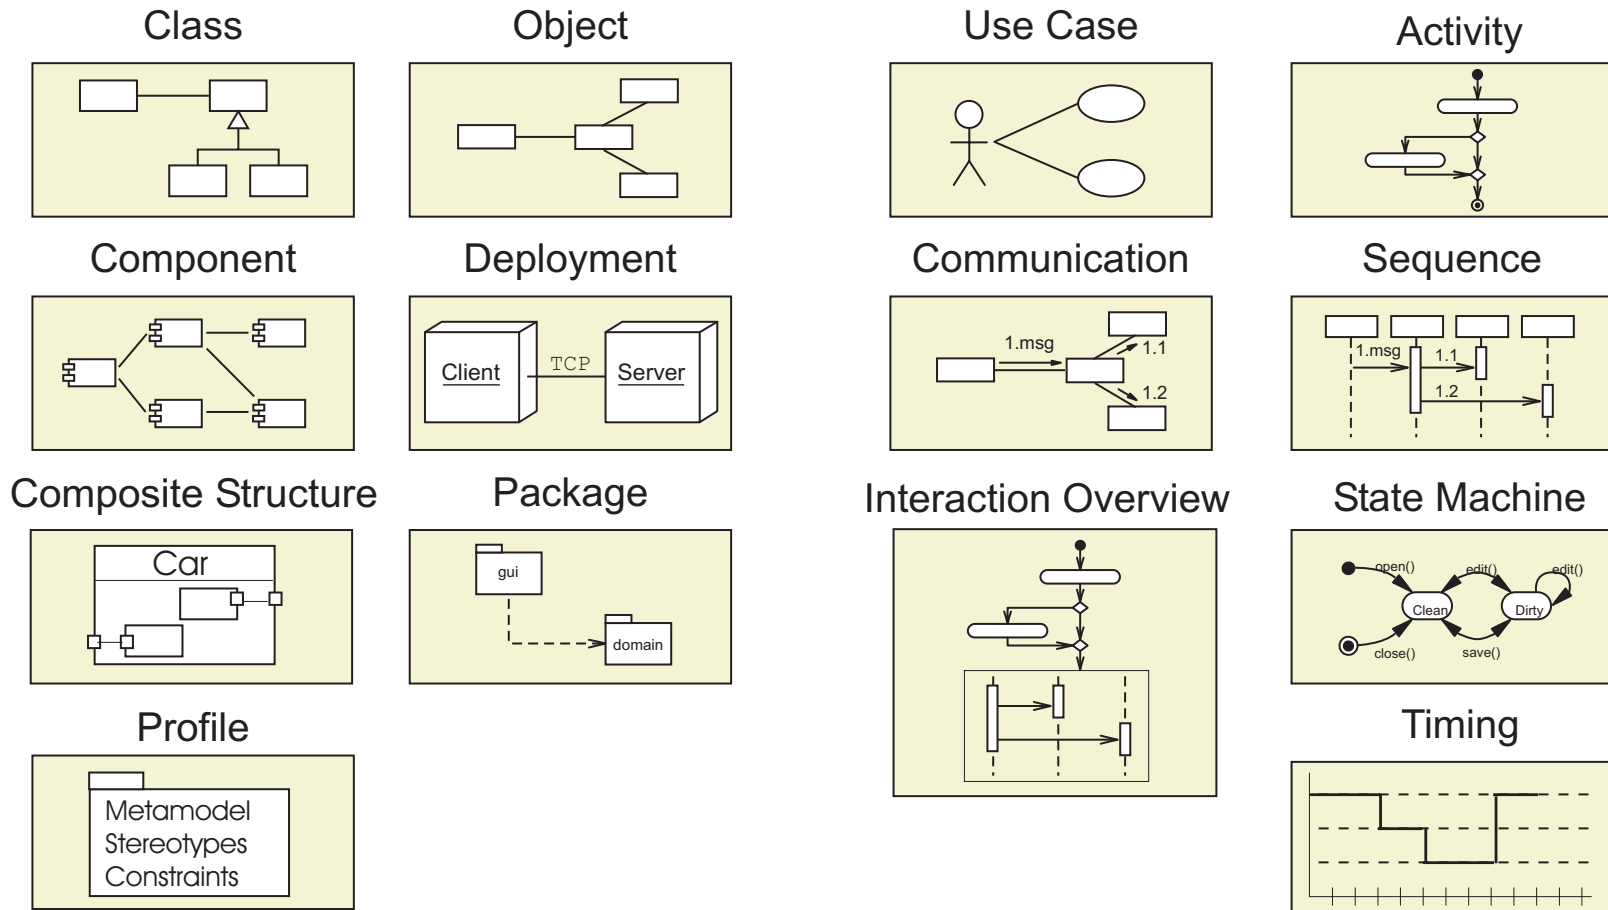 Class
Object
Use Case
Activity
Component
Deployment
Communication
Sequence
Client
TCP
Server
1.msg
1.1
1.2
1.msg
1.1
1.2
Composite Structure
Package
Interaction Overview
State Machine
Car
gui
domain
open()
edit()
edit()
Clean
Dirty
close()
save()
Profile
Timing
Metamodel
Stereotypes
Constraints